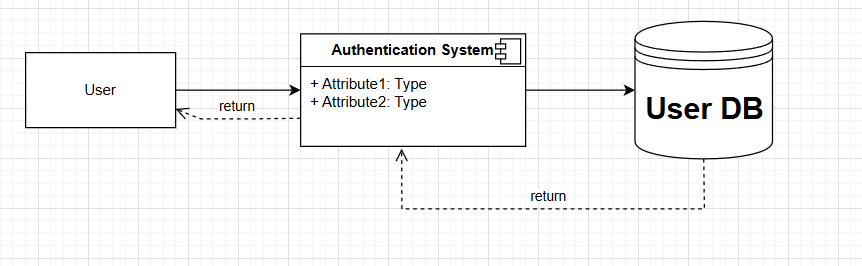 User
return
Authentication System
+ Attribute1: Type
+ Attribute2: Type
User DB
return